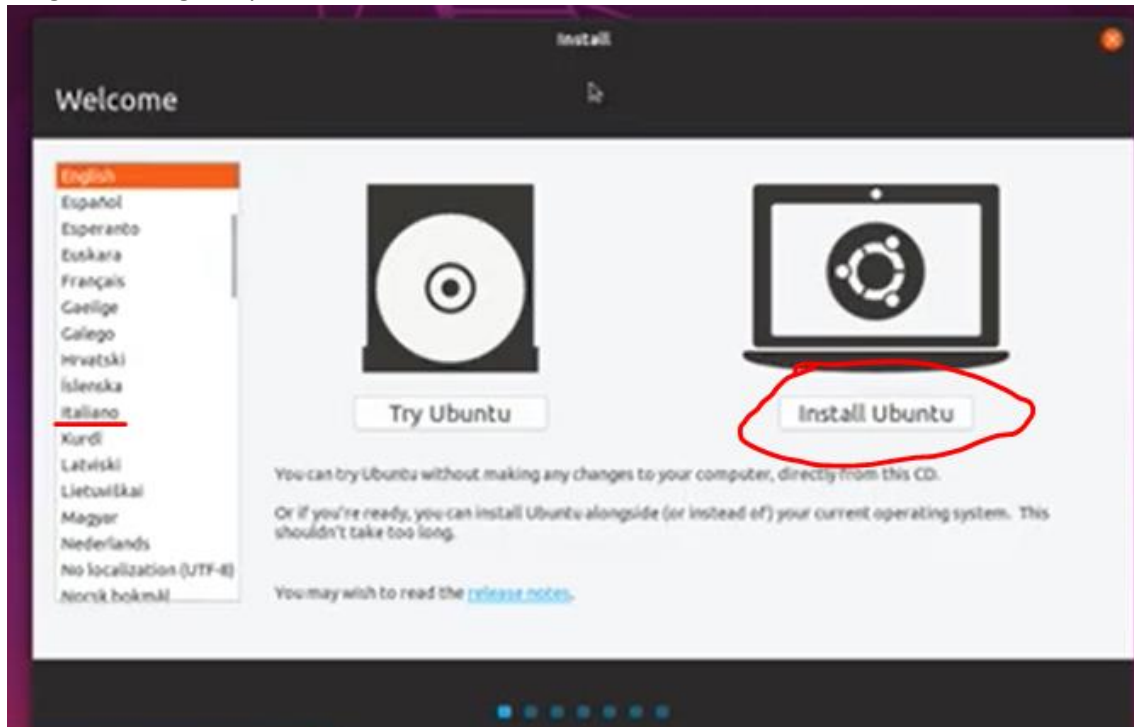 Install
Welcome
English
Español
Esperanto
Euskara
Français
Gaeilge
Galego
Hrvatski
Íslenska
Italiano
Kurdî
Latviski
Lietuviškai
Magyar
Nederlands
No localization (UTF-8)
Norsk bokmål
Try Ubuntu
Install Ubuntu
You can try Ubuntu without making any changes to your computer, directly from this CD.
Or if you're ready, you can install Ubuntu alongside (or instead of) your current operating system. This
shouldn't take too long.
You may wish to read the release notes.